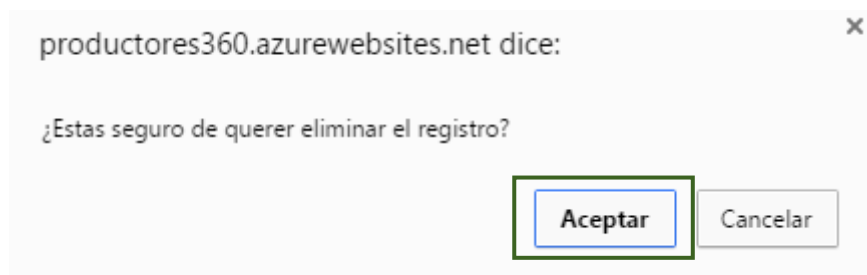 productores360.azurewebsites.net dice:
¿Estas seguro de querer eliminar el registro?
Aceptar Cancelar